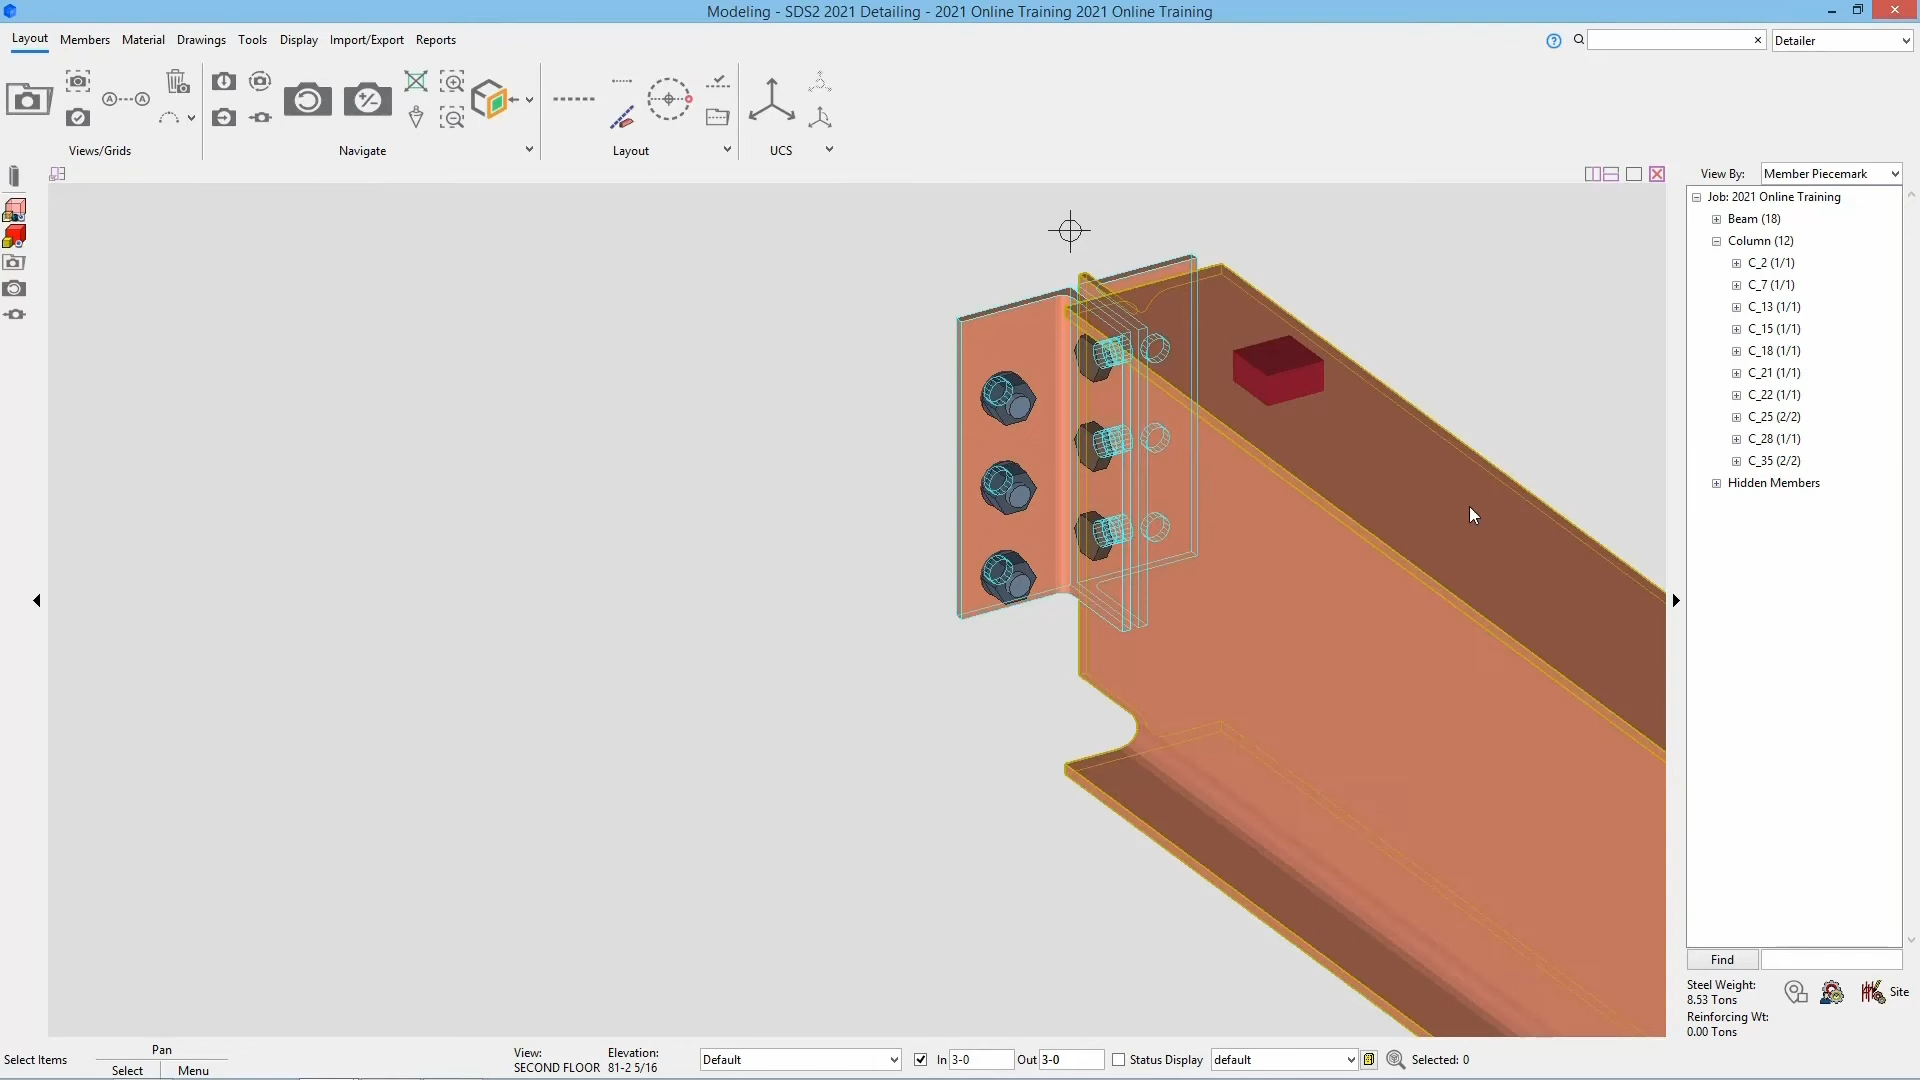 Modeling - SDS2 2021 Detailing - 2021 Online Training 2021 Online Training
Layout Members Material Drawings Tools Display Import/Export Reports
Detailer
Views/Grids
Navigate
Layout
UCS
View By: Member Piecemark
Job: 2021 Online Training
Beam (18)
Column (12)
C_2 (1/1)
C_7 (1/1)
C_13 (1/1)
C_15 (1/1)
C_18 (1/1)
C_21 (1/1)
C_22 (1/1)
C_25 (2/2)
C_28 (1/1)
C_35 (2/2)
Hidden Members
Find
Steel Weight:
8.53 Tons
Reinforcing Wt:
0.00 Tons
Site
Select Items
Pan
Select Menu
View:
SECOND FLOOR
Elevation:
81-2 5/16
Default
In 3-0 Out 3-0
Status Display default
Selected: 0